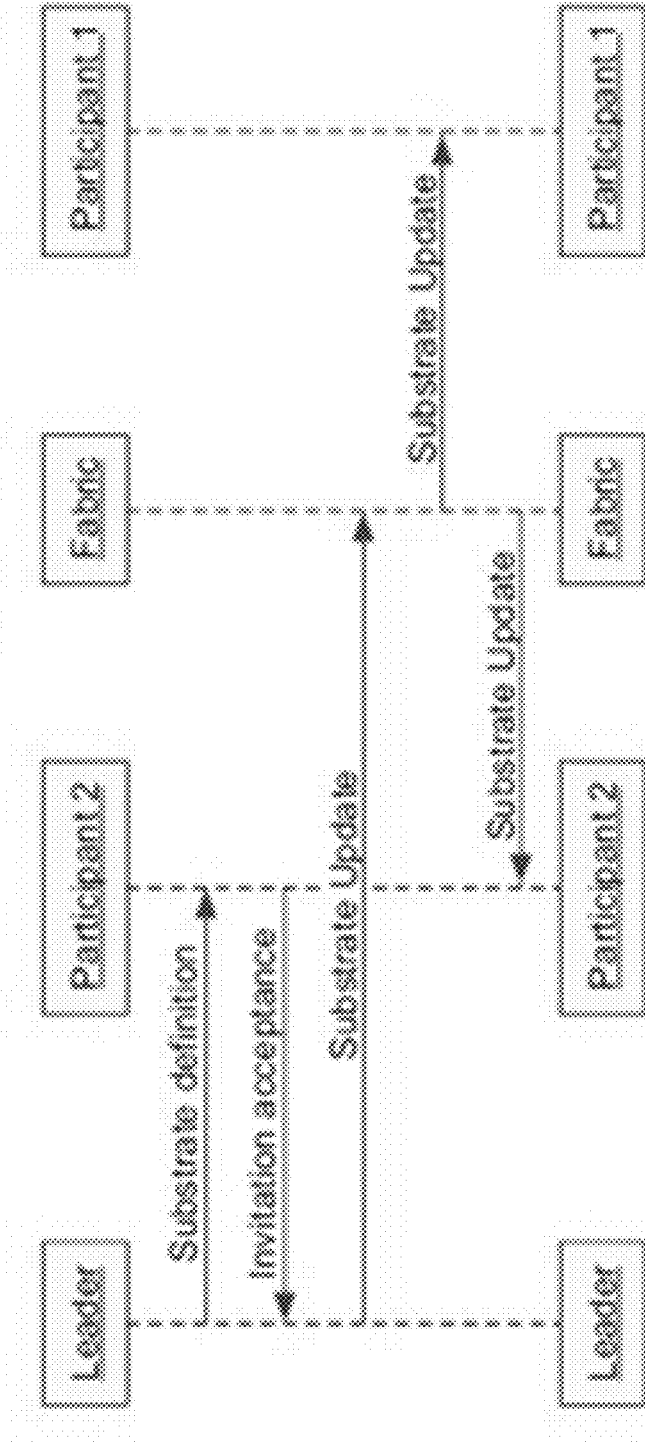 Leader
Participant 2
Fabric
Participant 1
Substrate definition
Invitation acceptance
Substrate Update
Substrate Update
Substrate Update
Leader
Participant 2
Fabric
Participant 1